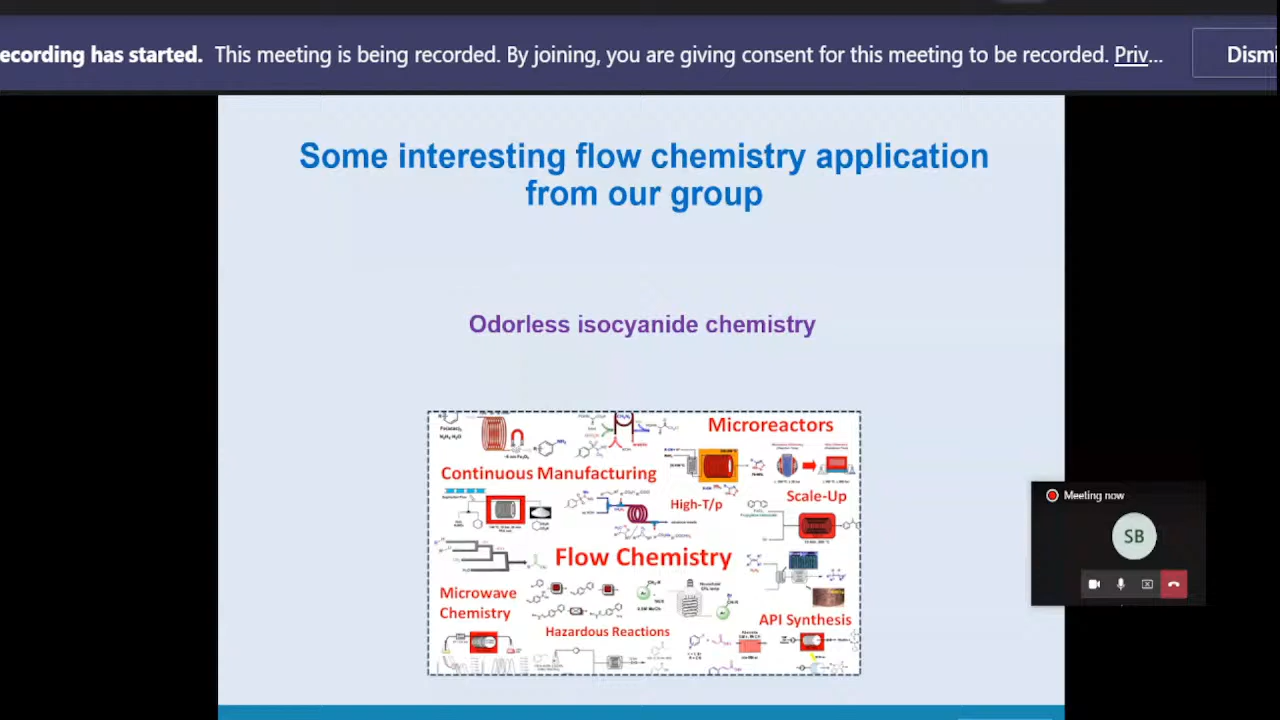 ecording has started. This meeting is being recorded. By joining, you are giving consent for this meeting to be recorded. Priv...
Dismi
Some interesting flow chemistry application
from our group
Odorless isocyanide chemistry
Microreactors
Continuous Manufacturing
High-T/p
Scale-Up
Flow Chemistry
Microwave
Chemistry
API Synthesis
Hazardous Reactions
Meeting now
SB